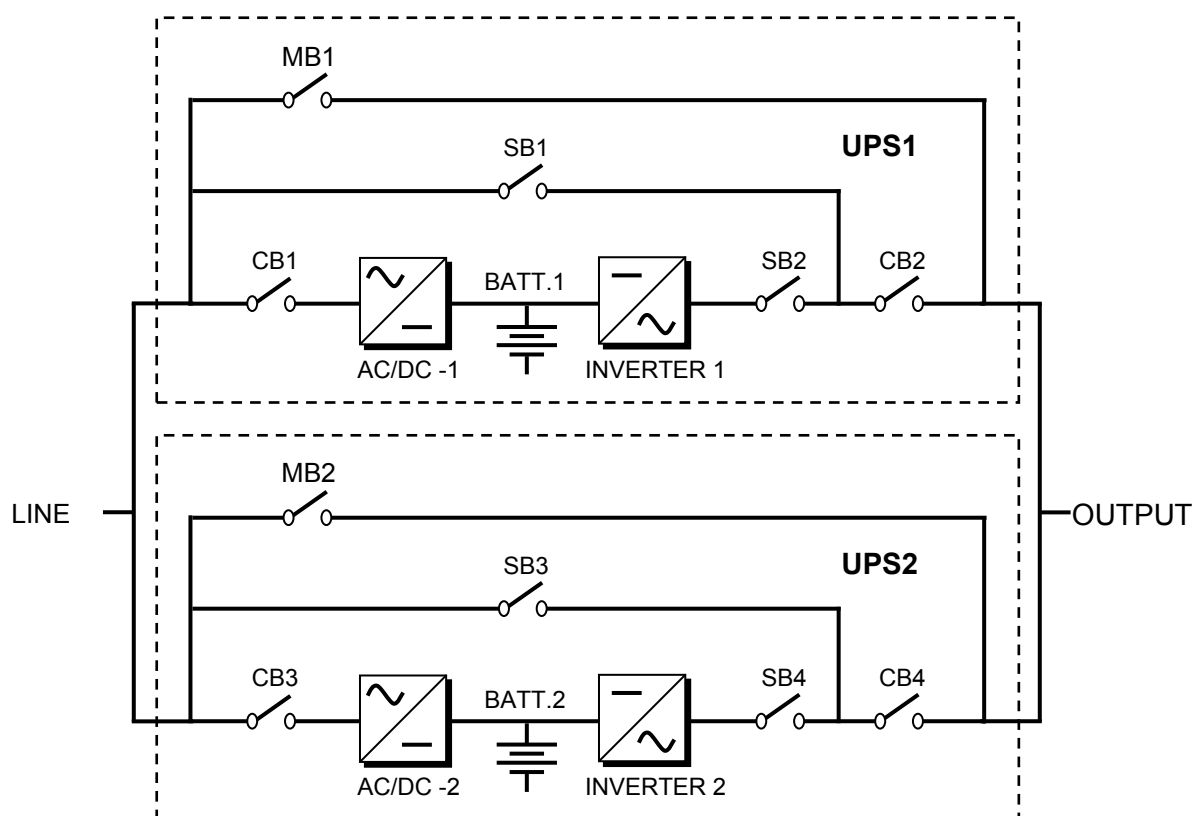 MB1
SB1
UPS1
CB1
BATT.1
SB2
CB2
AC/DC -1
INVERTER 1
MB2
LINE
OUTPUT
SB3
UPS2
CB3
BATT.2
SB4
CB4
AC/DC -2
INVERTER 2